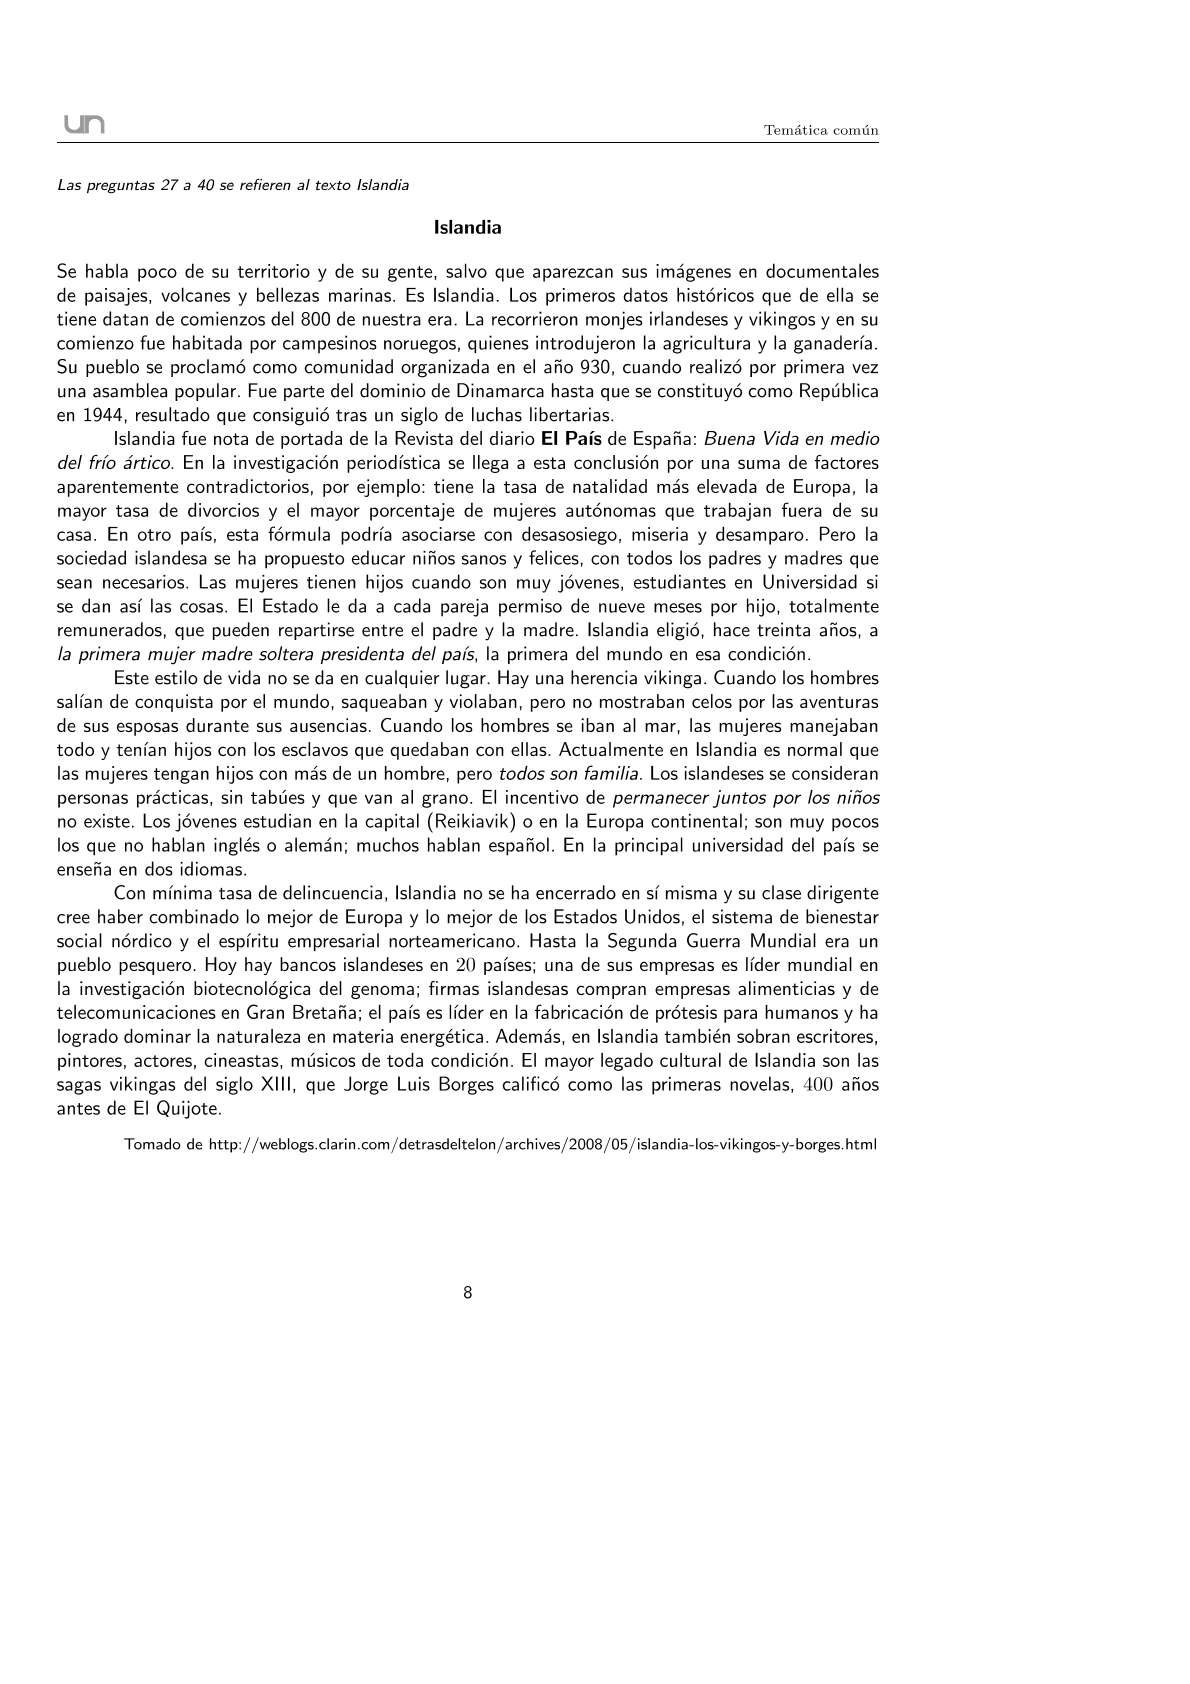 un
Temática común
Las preguntas 27 a 40 se refieren al texto Islandia
Islandia
Se habla poco de su territorio y de su gente, salvo que aparezcan sus imágenes en documentales
de paisajes, volcanes y bellezas marinas. Es Islandia. Los primeros datos históricos que de ella se
tiene datan de comienzos del 800 de nuestra era. La recorrieron monjes irlandeses y vikingos y en su
comienzo fue habitada por campesinos noruegos, quienes introdujeron la agricultura y la ganadería.
Su pueblo se proclamó como comunidad organizada en el año 930, cuando realizó por primera vez
una asamblea popular. Fue parte del dominio de Dinamarca hasta que se constituyó como República
en 1944, resultado que consiguió tras un siglo de luchas libertarias.
Islandia fue nota de portada de la Revista del diario El País de España: Buena Vida en medio
del frío ártico. En la investigación periodística se llega a esta conclusión por una suma de factores
aparentemente contradictorios, por ejemplo: tiene la tasa de natalidad más elevada de Europa, la
mayor tasa de divorcios y el mayor porcentaje de mujeres autónomas que trabajan fuera de su
casa. En otro país, esta fórmula podría asociarse con desasosiego, miseria y desamparo. Pero la
sociedad islandesa se ha propuesto educar niños sanos y felices, con todos los padres y madres que
sean necesarios. Las mujeres tienen hijos cuando son muy jóvenes, estudiantes en Universidad si
se dan así las cosas. El Estado le da a cada pareja permiso de nueve meses por hijo, totalmente
remunerados, que pueden repartirse entre el padre y la madre. Islandia eligió, hace treinta años, a
la primera mujer madre soltera presidenta del país, la primera del mundo en esa condición.
Este estilo de vida no se da en cualquier lugar. Hay una herencia vikinga. Cuando los hombres
salían de conquista por el mundo, saqueaban y violaban, pero no mostraban celos por las aventuras
de sus esposas durante sus ausencias. Cuando los hombres se iban al mar, las mujeres manejaban
todo y tenían hijos con los esclavos que quedaban con ellas. Actualmente en Islandia es normal que
las mujeres tengan hijos con más de un hombre, pero todos son familia. Los islandeses se consideran
personas prácticas, sin tabúes y que van al grano. El incentivo de permanecer juntos por los niños
no existe. Los jóvenes estudian en la capital (Reikiavik) o en la Europa continental; son muy pocos
los que no hablan inglés o alemán; muchos hablan español. En la principal universidad del país se
enseña en dos idiomas.
Con mínima tasa de delincuencia, Islandia no se ha encerrado en sí misma y su clase dirigente
cree haber combinado lo mejor de Europa y lo mejor de los Estados Unidos, el sistema de bienestar
social nórdico y el espíritu empresarial norteamericano. Hasta la Segunda Guerra Mundial era un
pueblo pesquero. Hoy hay bancos islandeses en 20 países; una de sus empresas es líder mundial en
la investigación biotecnológica del genoma; firmas islandesas compran empresas alimenticias y de
telecomunicaciones en Gran Bretaña; el país es líder en la fabricación de prótesis para humanos y ha
logrado dominar la naturaleza en materia energética. Además, en Islandia también sobran escritores,
pintores, actores, cineastas, músicos de toda condición. El mayor legado cultural de Islandia son las
sagas vikingas del siglo XIII, que Jorge Luis Borges calificó como las primeras novelas, 400 años
antes de El Quijote.
Tomado de http://weblogs.clarin.com/detrasdeltelon/archives/2008/05/islandia-los-vikingos-y-borges.html
8